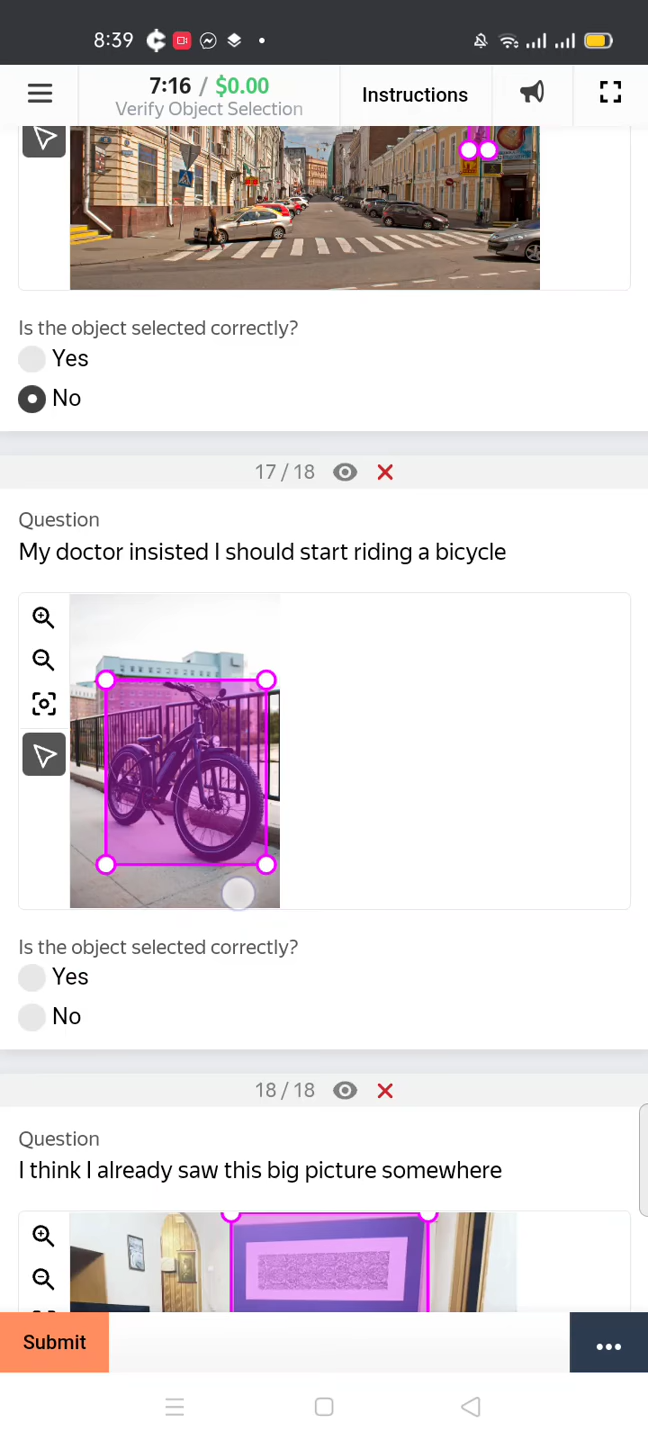 8:39
7:16 / $0.00
Verify Object Selection
Instructions
Is the object selected correctly?
Yes
No
17 / 18
Question
My doctor insisted I should start riding a bicycle
Is the object selected correctly?
Yes
No
18 / 18
Question
I think I already saw this big picture somewhere
Submit